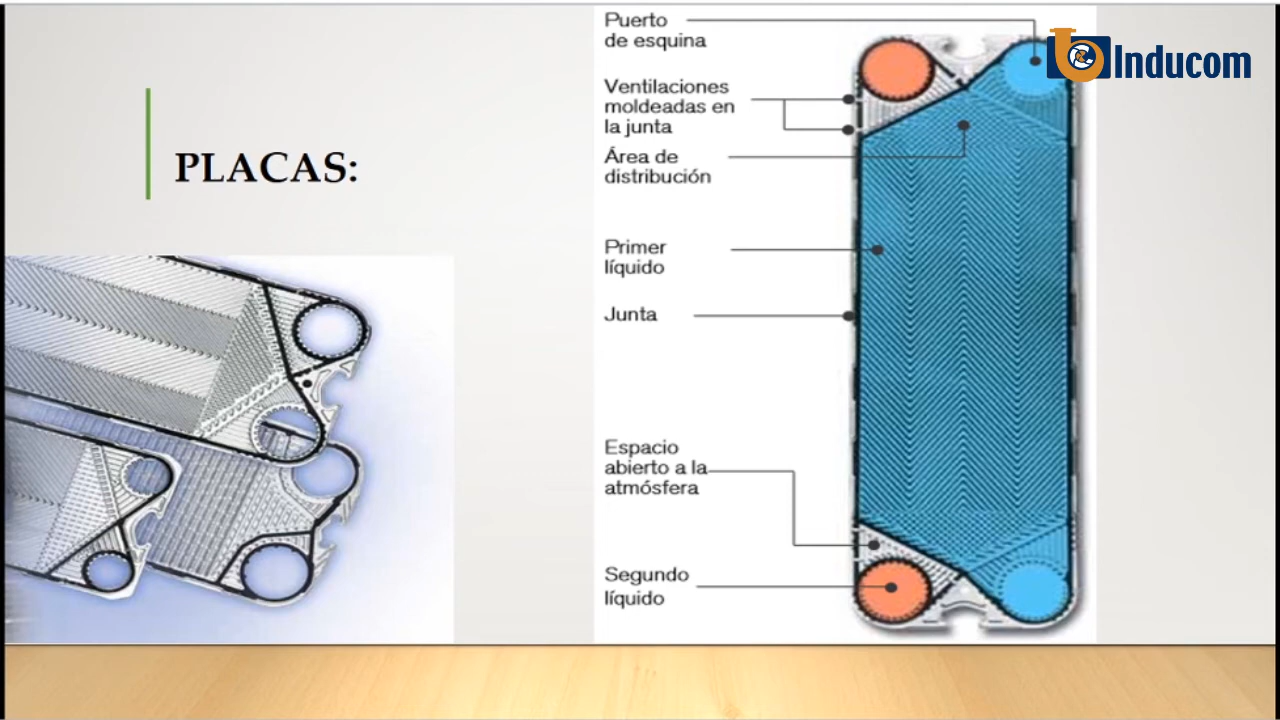 PLACAS:
Puerto
de esquina
Ventilaciones
moldeadas en
la junta
Área de
distribución
Primer
líquido
Junta
Espacio
abierto a la
atmósfera
Segundo
líquido
Inducom